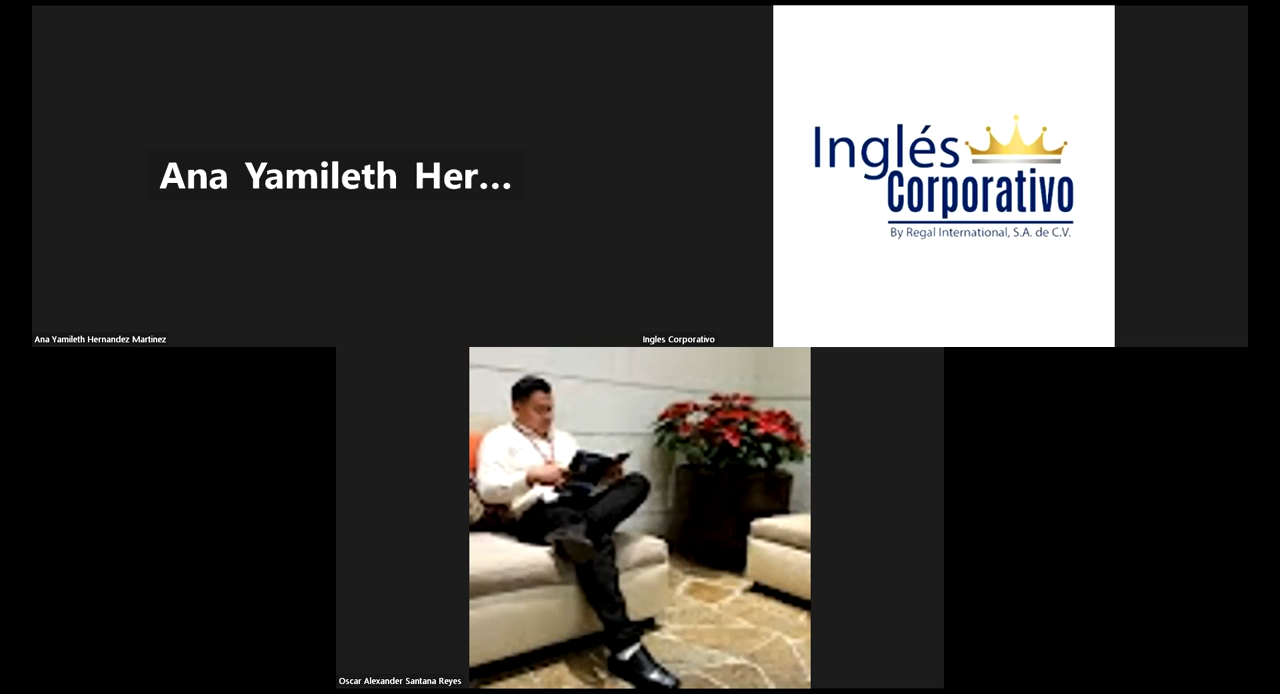 Ana Yamileth Her...
Inglés
Corporativo
By Regal International, S.A. de C.V.
Ana Yamileth Hernandez Martinez
Ingles Corporativo
Oscar Alexander Santana Reyes